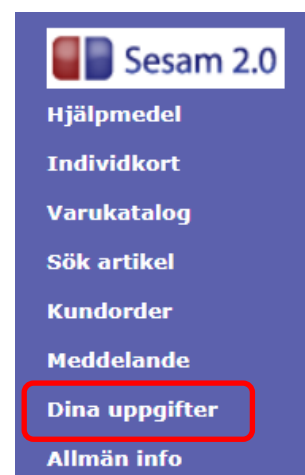 Sesam 2.0
Hjälpmedel
Individkort
Varukatalog
Sök artikel
Kundorder
Meddelande
Dina uppgifter
Allmän info